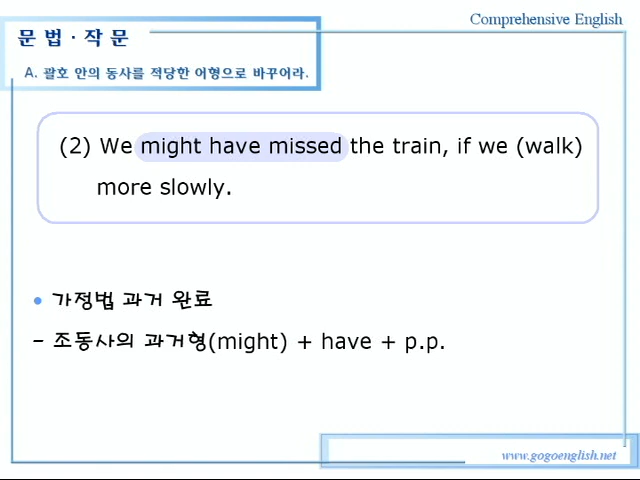 Comprehensive English
문 법 · 작 문
A. 괄호 안의 동사를 적당한 어형으로 바꾸어라.
(2) We might have missed the train, if we (walk)
more slowly.
• 가정법 과거 완료
- 조동사의 과거형(might) + have + p.p.
www.gogoenglish.net